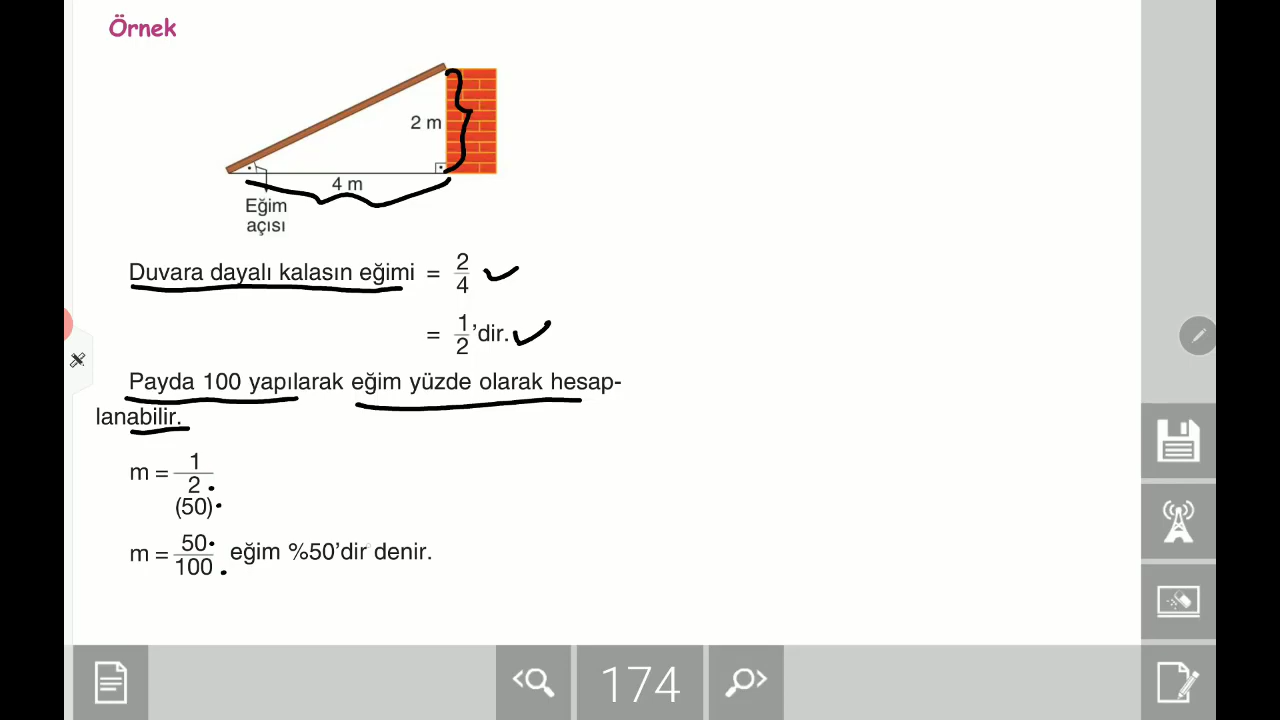 Örnek
2 m
4 m
Eğim
açısı
Duvara dayalı kalasın eğimi = 2/4
= 1/2'dir.
Payda 100 yapılarak eğim yüzde olarak hesap-
lanabilir.
m = 1/2
(50)
m = 50/100 eğim %50'dir denir.
174